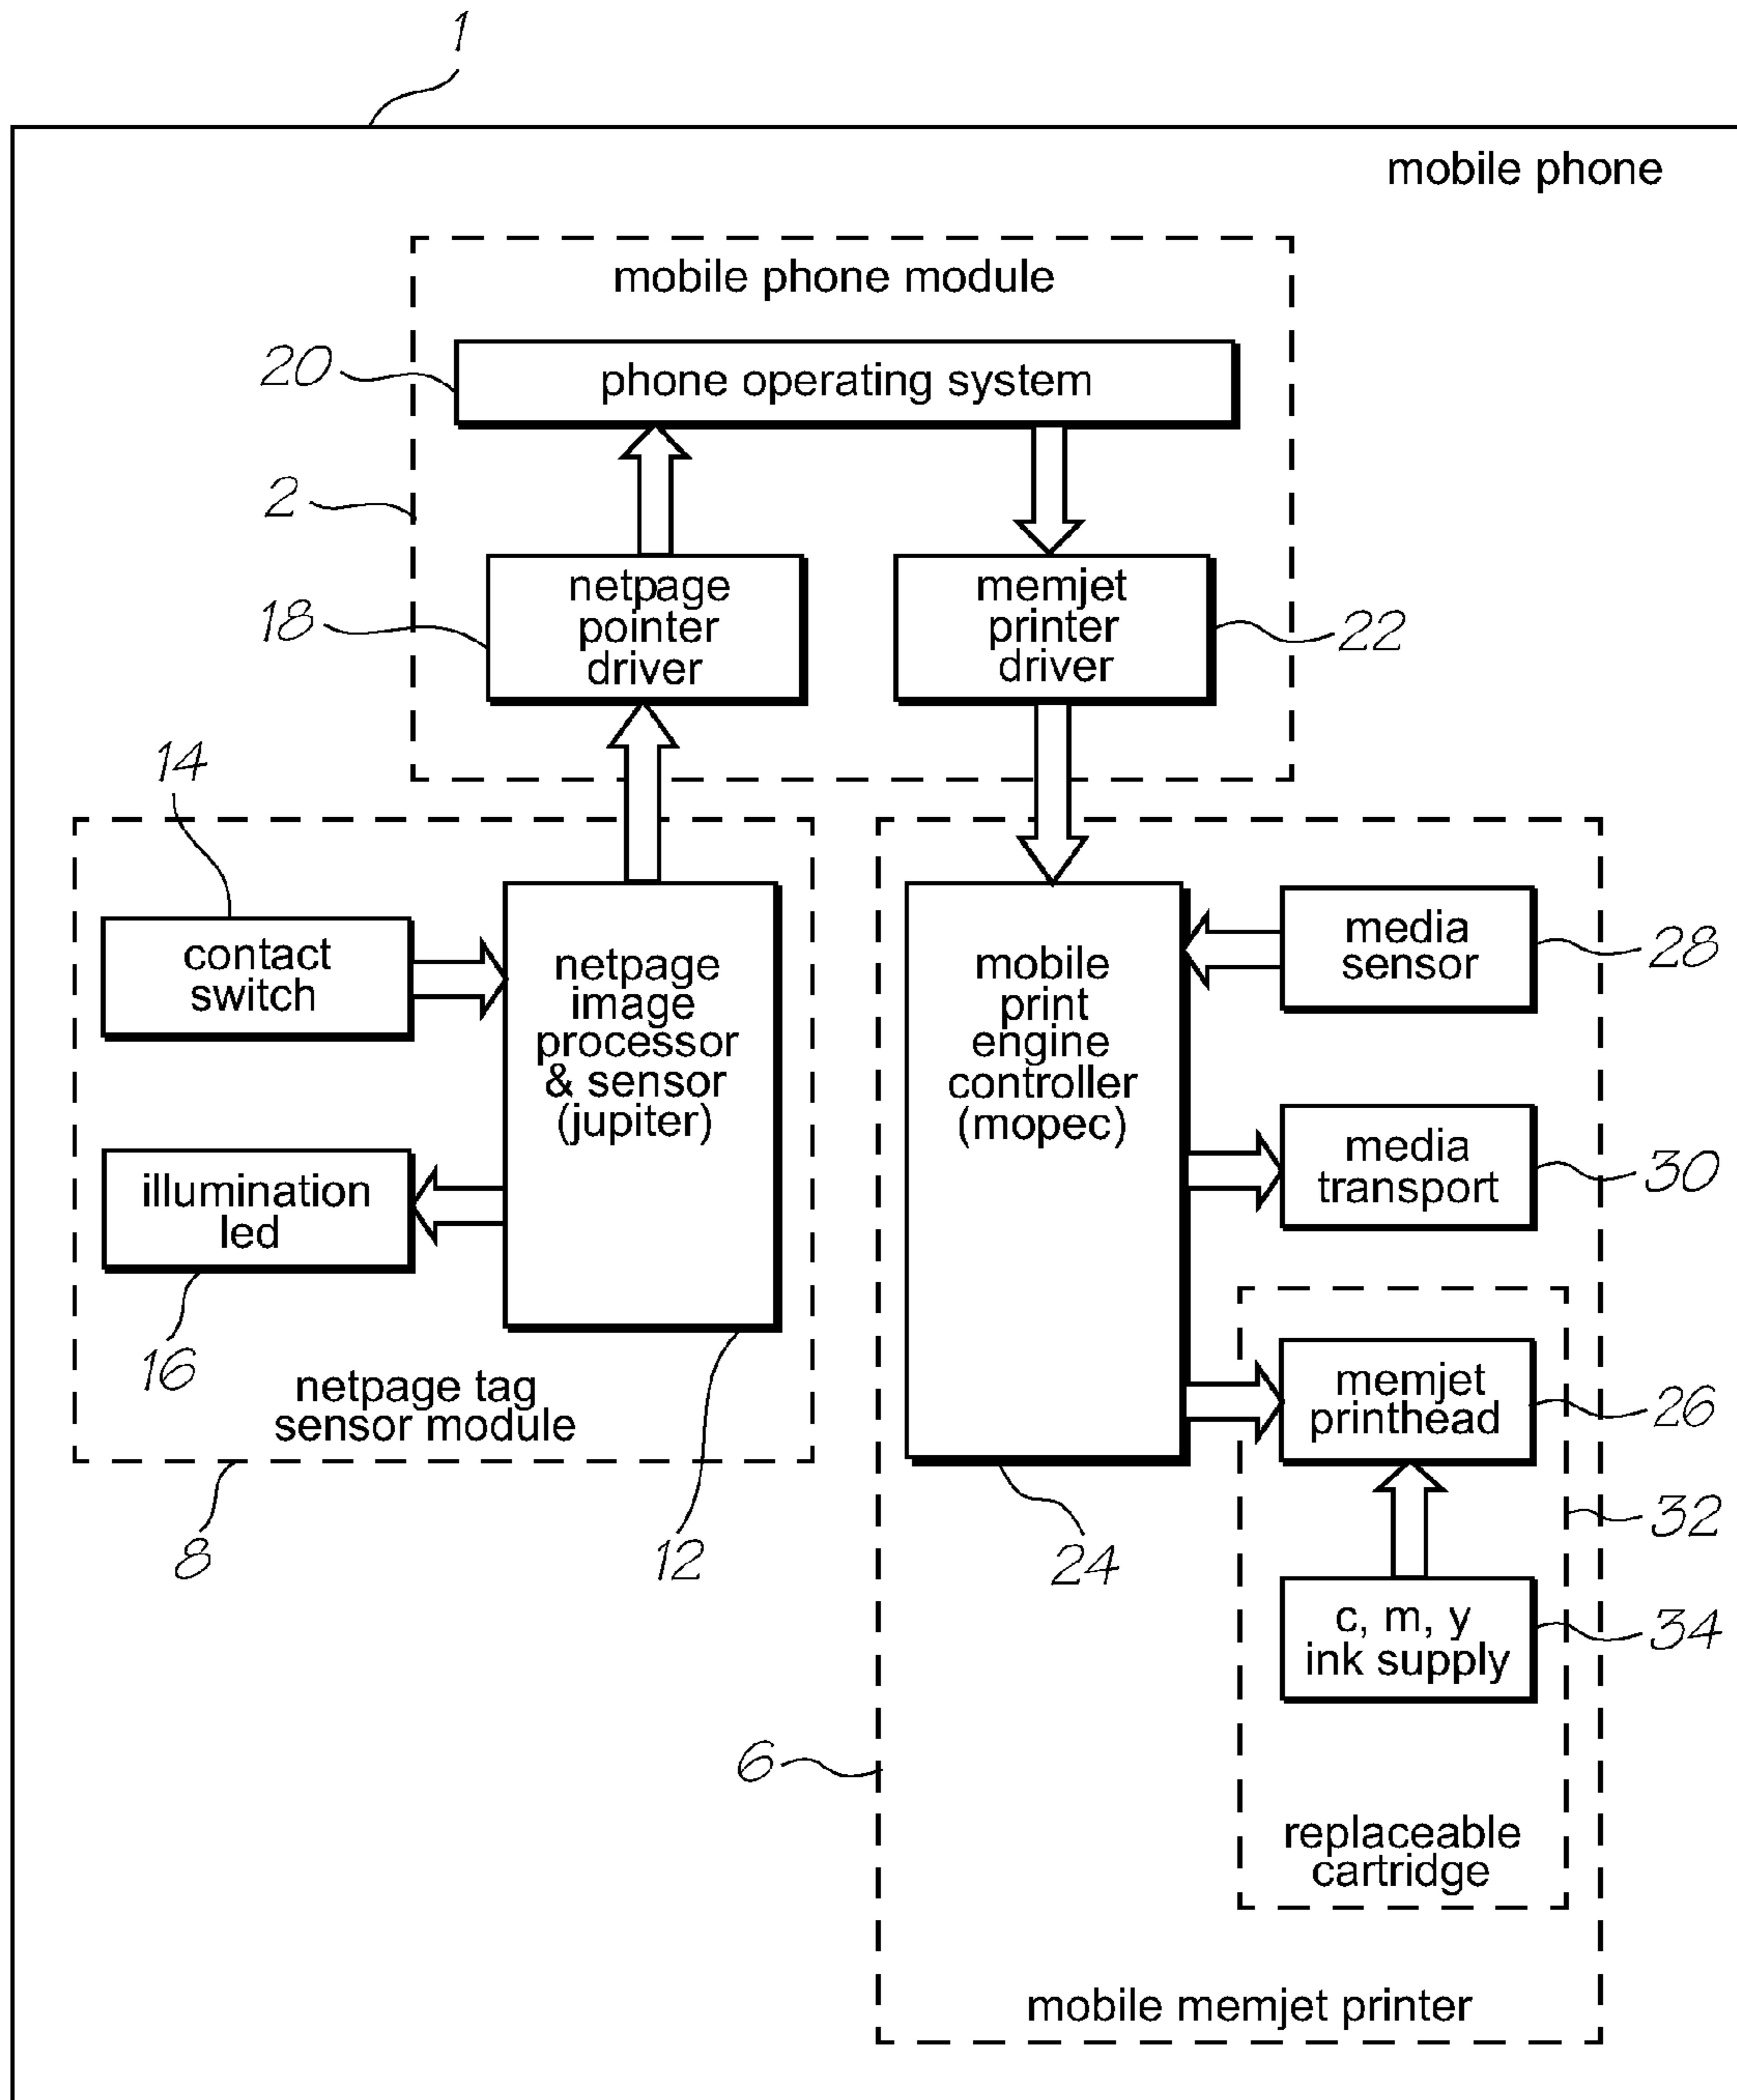 1
mobile phone
mobile phone module
20
phone operating system
2
18
netpage
pointer
driver
memjet
printer
driver
22
14
contact
switch
netpage
image
processor
& sensor
(jupiter)
illumination
led
16
netpage tag
sensor module
8
12
mobile
print
engine
controller
(mopec)
24
media
sensor
28
media
transport
30
memjet
printhead
26
32
c, m, y
ink supply
34
6
replaceable
cartridge
mobile memjet printer